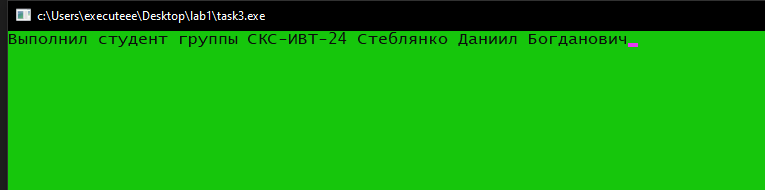 c:\Users\executeee\Desktop\lab1\task3.exe
Выполнил студент группы СКС-ИВТ-24 Стеблянко Даниил Богданович